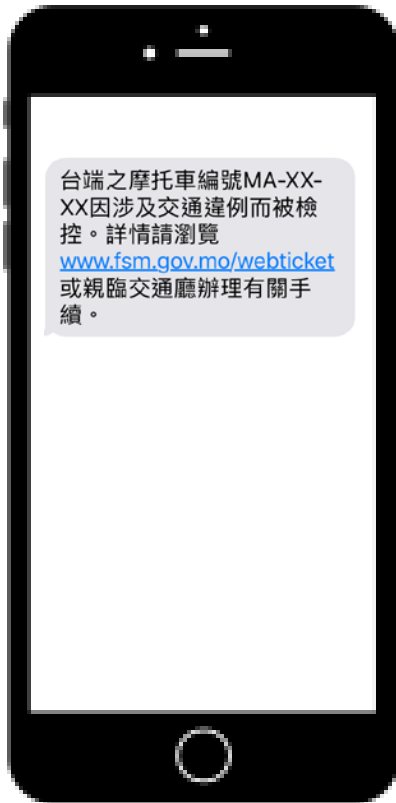 台端之摩托車編號MA-XX-
XX因涉及交通違例而被檢
控。詳情請瀏覽
www.fsm.gov.mo/webticket
或親臨交通廳辦理有關手
續。